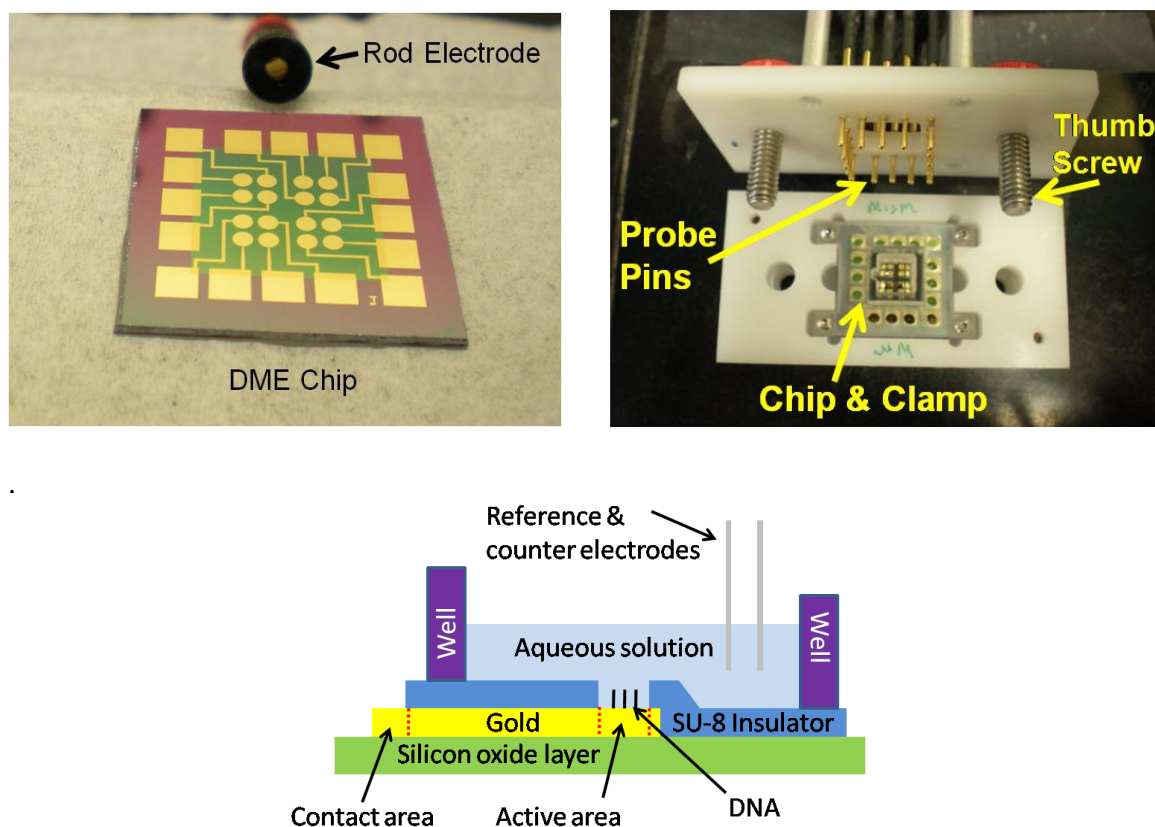 Rod Electrode
DME Chip
J
Thumb
Screw
Probe
Pins
Chip & Clamp
.
Reference &
counter electrodes
Well
Aqueous solution
Well
Gold
SU-8 Insulator
Silicon oxide layer
Contact area
Active area
DNA